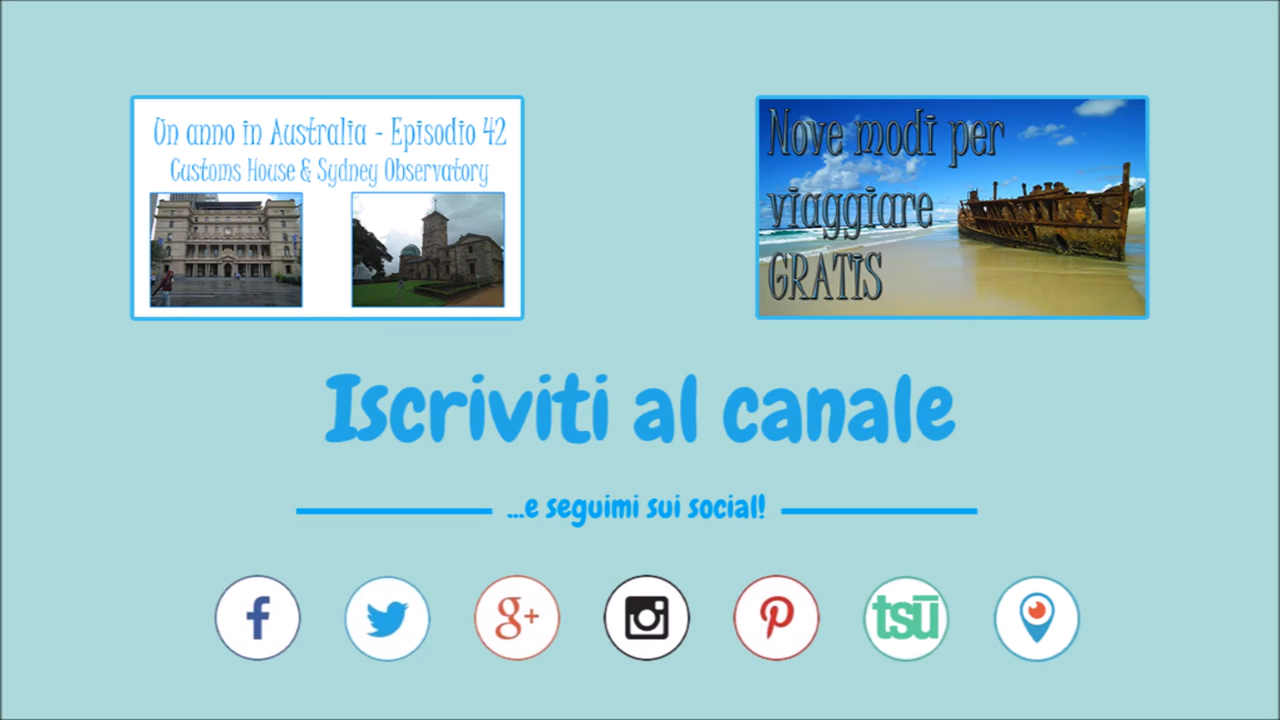 Un anno in Australia - Episodio 42
Customs House & Sydney Observatory
Nove modi per
viaggiare
GRATIS
Iscriviti al canale
...e seguimi sui social!
f
g+
tsū